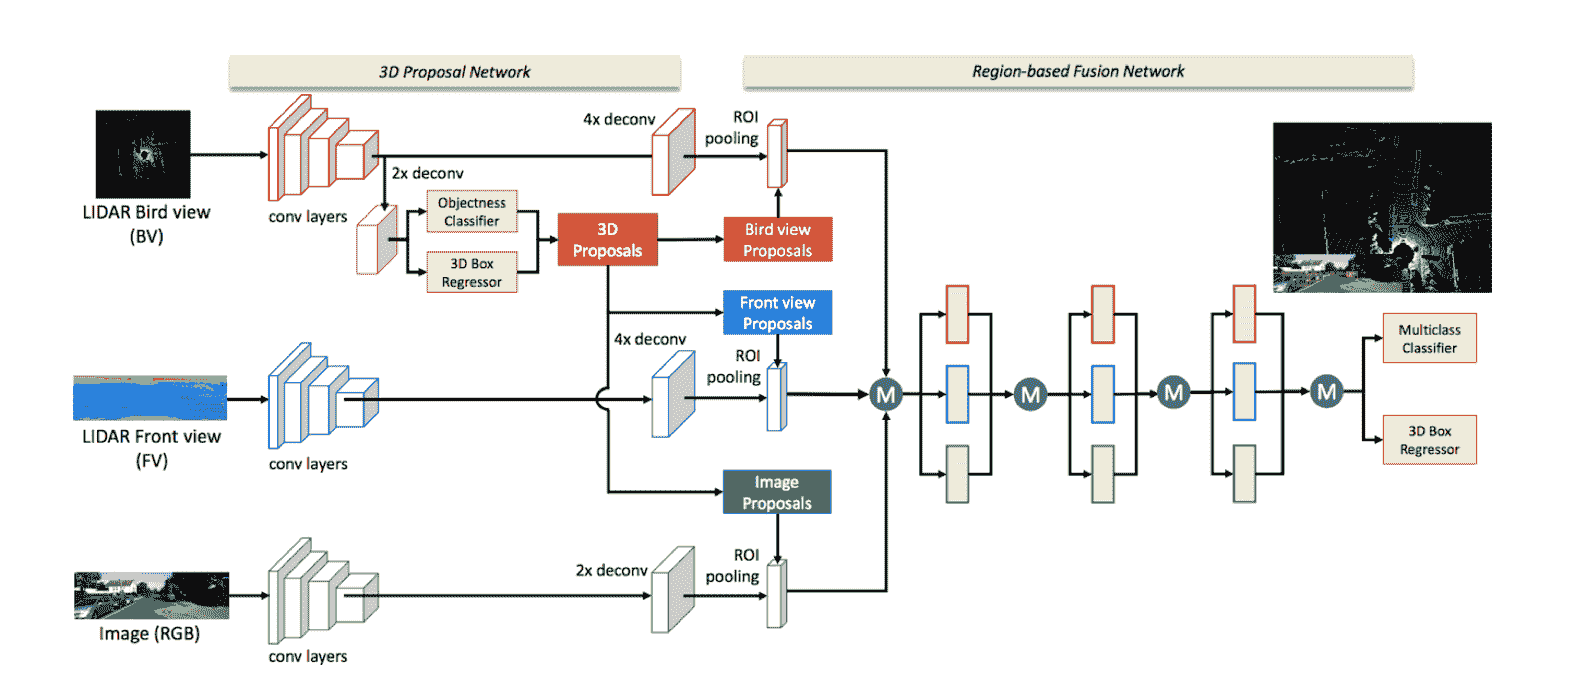 3D Proposal Network
Region-based Fusion Network
4x deconv
ROI
pooling
2x deconv
LIDAR Bird view
(BV)
conv layers
Objectness
Classifier
3D Box
Regressor
3D
Proposals
Bird view
Proposals
Front view
Proposals
4x deconv
ROI
pooling
LIDAR Front view
(FV)
conv layers
M
M
M
M
Multiclass
Classifier
3D Box
Regressor
Image
Proposals
2x deconv
ROI
pooling
Image (RGB)
conv layers